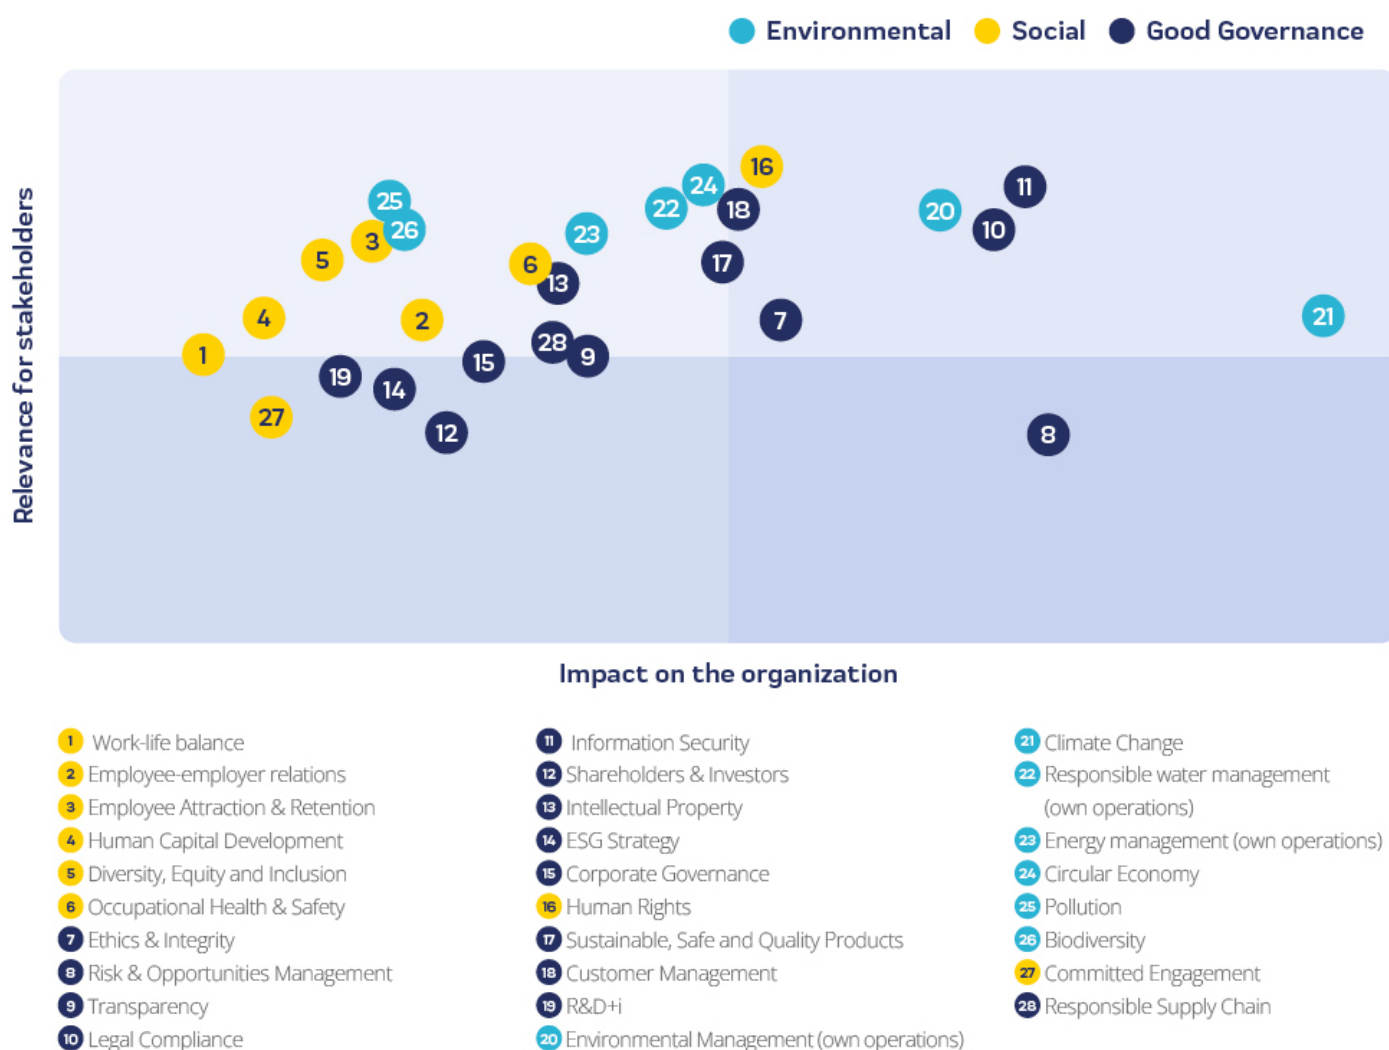 Environmental Social Good Governance
Relevance for stakeholders
16
25
24
11
22
18
20
26
23
10
3
5
6
17
13
4
2
7
21
28
1
9
15
19
14
27
12
8
Impact on the organization
1 Work-life balance
2 Employee-employer relations
3 Employee Attraction & Retention
4 Human Capital Development
5 Diversity, Equity and Inclusion
6 Occupational Health & Safety
7 Ethics & Integrity
8 Risk & Opportunities Management
9 Transparency
10 Legal Compliance
11 Information Security
12 Shareholders & Investors
13 Intellectual Property
14 ESG Strategy
15 Corporate Governance
16 Human Rights
17 Sustainable, Safe and Quality Products
18 Customer Management
19 R&D+i
20 Environmental Management (own operations)
21 Climate Change
22 Responsible water management
(own operations)
23 Energy management (own operations)
24 Circular Economy
25 Pollution
26 Biodiversity
27 Committed Engagement
28 Responsible Supply Chain